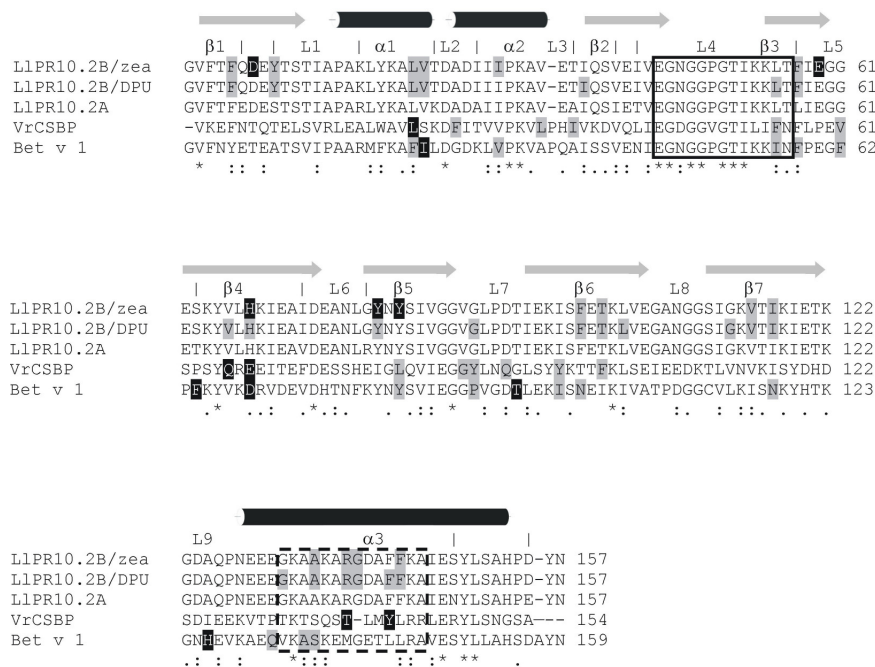 β1 L1 α1 L2 α2 L3 β2 L4 β3 L5
LlPR10.2B/zea GVFTFQDEYTSTIAPAKLYKALVTDADIIIPKAV-ETIQSVEIVEGNGGPGTIKKLTFIEGG 61
LlPR10.2B/DPU GVFTFQDEYTSTIAPAKLYKALVTDADIIIPKAV-ETIQSVEIVEGNGGPGTIKKLTFIEGG 61
LlPR10.2A GVFTFEDESTSTIAPARLYKALVKDADAIIPKAV-EAIQSIETVEGNGGPGTIKKLTLIEGG 61
VrCSBP -VKEFNTQTELSVRLEALWAVLSKDFITVVPKVLPHIVKDVQLIEGDGGVGTILIFNFLPEV 61
Bet v 1 GVFNYETEATSVIPAARMFKAFILDGDKLVPKVAPQAISSVENIEGNGGPGTIKKINFPEGF 62
β4 L6 β5 L7 β6 L8 β7
LlPR10.2B/zea ESKYVLHKIEAIDEANLGYNYSIVGGVGLPDTIEKISFETKLVEGANGGSIGKVTIKIETK 122
LlPR10.2B/DPU ESKYVLHKIEAIDEANLGYNYSIVGGVGLPDTIEKISFETKLVEGANGGSIGKVTIKIETK 122
LlPR10.2A ETKYVLHKIEAVDEANLRYNYSIVGGVGLPDTIEKISFETKLVEGANGGSIGKVTIKIETK 122
VrCSBP SPSYQREEITEFDESSHEIGLQVIEGGYLNQGLSYYKTTFKLSEIEEDKTLVNVKISYDHD 122
Bet v 1 PFKYVKDRVDEVDHTNFKYNYSVIEGGPVGDTLEKISNEIKIVATPDGGCVLKISNKYHTK 123
L9 α3
LlPR10.2B/zea GDAQPNEEEGKAAKARGDAFFKAIESYLSAHPD-YN 157
LlPR10.2B/DPU GDAQPNEEEGKAAKARGDAFFKAIESYLSAHPD-YN 157
LlPR10.2A GDAQPNEEEGKAAKARGDAFFKAIENYLSAHPD-YN 157
VrCSBP SDIEEKVTPTKTSQST-LMYLRRLERYLSNGSA--- 154
Bet v 1 GNHEVKAEQVKASKEMGETLLRAVESYLLAHSDAYN 159